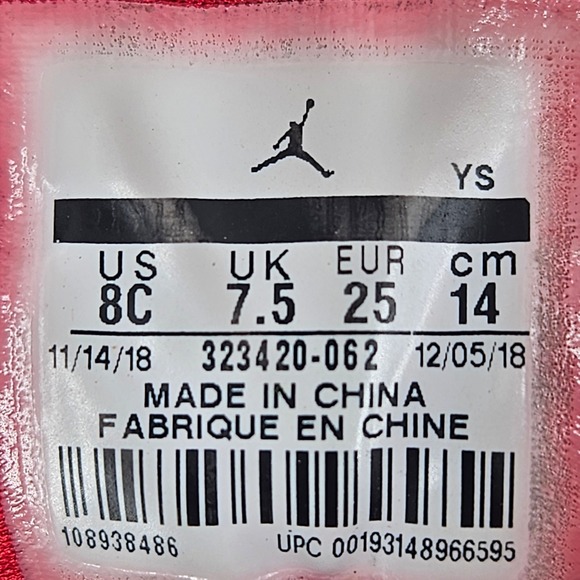 YS
US UK EUR cm
8C 7.5 25 14
11/14/18 323420-062 12/05/18
MADE IN CHINA
FABRIQUE EN CHINE
108938486 UPC 00193148966595